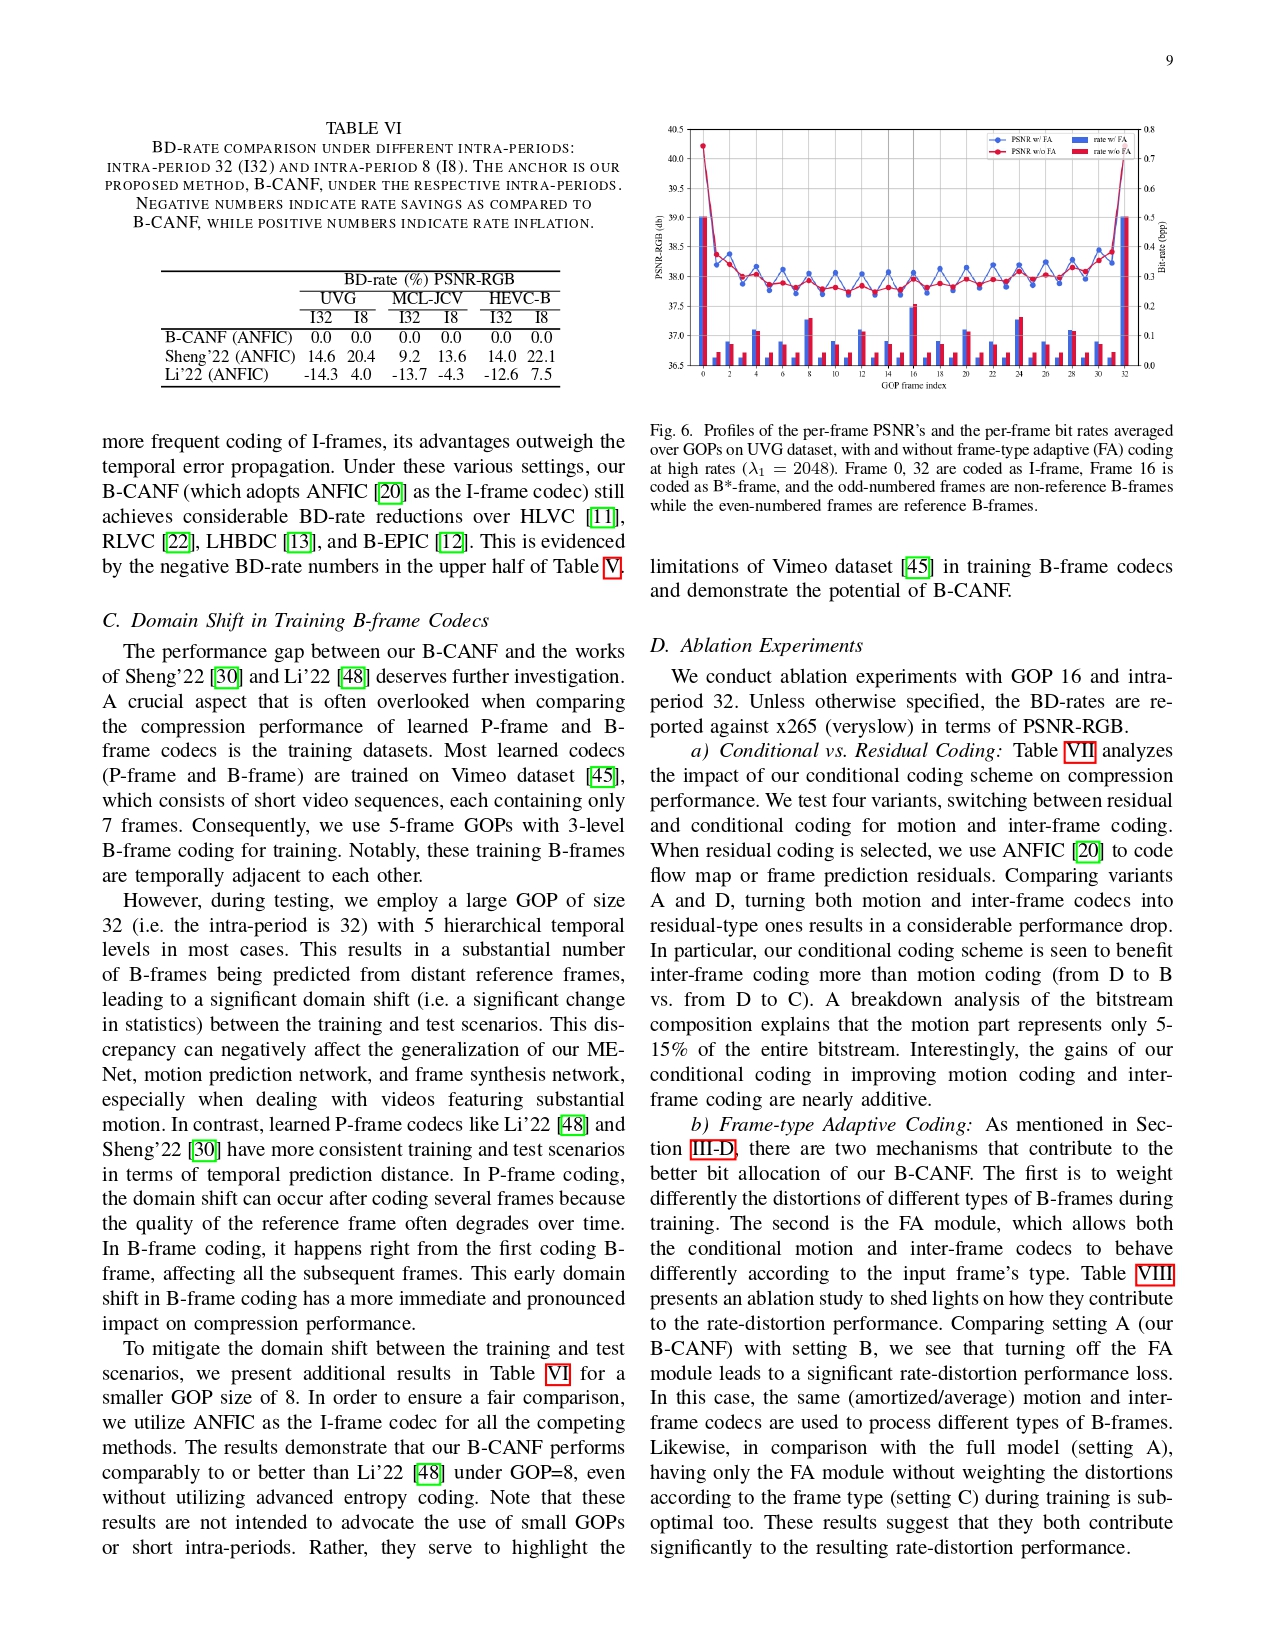 9
TABLE VI
BD-RATE COMPARISON UNDER DIFFERENT INTRA-PERIODS:
INTRA-PERIOD 32 (I32) AND INTRA-PERIOD 8 (I8). THE ANCHOR IS OUR
PROPOSED METHOD, B-CANF, UNDER THE RESPECTIVE INTRA-PERIODS.
NEGATIVE NUMBERS INDICATE RATE SAVINGS AS COMPARED TO
B-CANF, WHILE POSITIVE NUMBERS INDICATE RATE INFLATION.
BD-rate (%) PSNR-RGB
UVG MCL-JCV HEVC-B
I32 I8 I32 I8 I32 I8
B-CANF (ANFIC) 0.0 0.0 0.0 0.0 0.0 0.0
Sheng'22 (ANFIC) 14.6 20.4 9.2 13.6 14.0 22.1
Li'22 (ANFIC) -14.3 4.0 -13.7 -4.3 -12.6 7.5
more frequent coding of I-frames, its advantages outweigh the
temporal error propagation. Under these various settings, our
B-CANF (which adopts ANFIC [20] as the I-frame codec) still
achieves considerable BD-rate reductions over HLVC [11],
RLVC [22], LHBDC [13], and B-EPIC [12]. This is evidenced
by the negative BD-rate numbers in the upper half of Table V.
C. Domain Shift in Training B-frame Codecs
The performance gap between our B-CANF and the works
of Sheng'22 [30] and Li'22 [48] deserves further investigation.
A crucial aspect that is often overlooked when comparing
the compression performance of learned P-frame and B-
frame codecs is the training datasets. Most learned codecs
(P-frame and B-frame) are trained on Vimeo dataset [45],
which consists of short video sequences, each containing only
7 frames. Consequently, we use 5-frame GOPs with 3-level
B-frame coding for training. Notably, these training B-frames
are temporally adjacent to each other.
However, during testing, we employ a large GOP of size
32 (i.e. the intra-period is 32) with 5 hierarchical temporal
levels in most cases. This results in a substantial number
of B-frames being predicted from distant reference frames,
leading to a significant domain shift (i.e. a significant change
in statistics) between the training and test scenarios. This dis-
crepancy can negatively affect the generalization of our ME-
Net, motion prediction network, and frame synthesis network,
especially when dealing with videos featuring substantial
motion. In contrast, learned P-frame codecs like Li'22 [48] and
Sheng'22 [30] have more consistent training and test scenarios
in terms of temporal prediction distance. In P-frame coding,
the domain shift can occur after coding several frames because
the quality of the reference frame often degrades over time.
In B-frame coding, it happens right from the first coding B-
frame, affecting all the subsequent frames. This early domain
shift in B-frame coding has a more immediate and pronounced
impact on compression performance.
To mitigate the domain shift between the training and test
scenarios, we present additional results in Table VI for a
smaller GOP size of 8. In order to ensure a fair comparison,
we utilize ANFIC as the I-frame codec for all the competing
methods. The results demonstrate that our B-CANF performs
comparably to or better than Li'22 [48] under GOP=8, even
without utilizing advanced entropy coding. Note that these
results are not intended to advocate the use of small GOPs
or short intra-periods. Rather, they serve to highlight the
40.5
40.0
39.5
39.0
38.5
38.0
37.5
37.0
36.5
PSNR-RGB (db)
PSNR w/ FA
PSNR w/o FA
rate w/ FA
rate w/o FA
0.8
0.7
0.6
0.5
0.4
0.3
0.2
0.1
0.0
Bit-rate (bpp)
0 2 4 6 8 10 12 14 16 18 20 22 24 26 28 30 32
GOP frame index
Fig. 6. Profiles of the per-frame PSNR's and the per-frame bit rates averaged
over GOPs on UVG dataset, with and without frame-type adaptive (FA) coding
at high rates (λ₁ = 2048). Frame 0, 32 are coded as I-frame, Frame 16 is
coded as B*-frame, and the odd-numbered frames are non-reference B-frames
while the even-numbered frames are reference B-frames.
limitations of Vimeo dataset [45] in training B-frame codecs
and demonstrate the potential of B-CANF.
D. Ablation Experiments
We conduct ablation experiments with GOP 16 and intra-
period 32. Unless otherwise specified, the BD-rates are re-
ported against x265 (veryslow) in terms of PSNR-RGB.
a) Conditional vs. Residual Coding: Table VII analyzes
the impact of our conditional coding scheme on compression
performance. We test four variants, switching between residual
and conditional coding for motion and inter-frame coding.
When residual coding is selected, we use ANFIC [20] to code
flow map or frame prediction residuals. Comparing variants
A and D, turning both motion and inter-frame codecs into
residual-type ones results in a considerable performance drop.
In particular, our conditional coding scheme is seen to benefit
inter-frame coding more than motion coding (from D to B
vs. from D to C). A breakdown analysis of the bitstream
composition explains that the motion part represents only 5-
15% of the entire bitstream. Interestingly, the gains of our
conditional coding in improving motion coding and inter-
frame coding are nearly additive.
b) Frame-type Adaptive Coding: As mentioned in Sec-
tion III-D, there are two mechanisms that contribute to the
better bit allocation of our B-CANF. The first is to weight
differently the distortions of different types of B-frames during
training. The second is the FA module, which allows both
the conditional motion and inter-frame codecs to behave
differently according to the input frame's type. Table VIII
presents an ablation study to shed lights on how they contribute
to the rate-distortion performance. Comparing setting A (our
B-CANF) with setting B, we see that turning off the FA
module leads to a significant rate-distortion performance loss.
In this case, the same (amortized/average) motion and inter-
frame codecs are used to process different types of B-frames.
Likewise, in comparison with the full model (setting A),
having only the FA module without weighting the distortions
according to the frame type (setting C) during training is sub-
optimal too. These results suggest that they both contribute
significantly to the resulting rate-distortion performance.